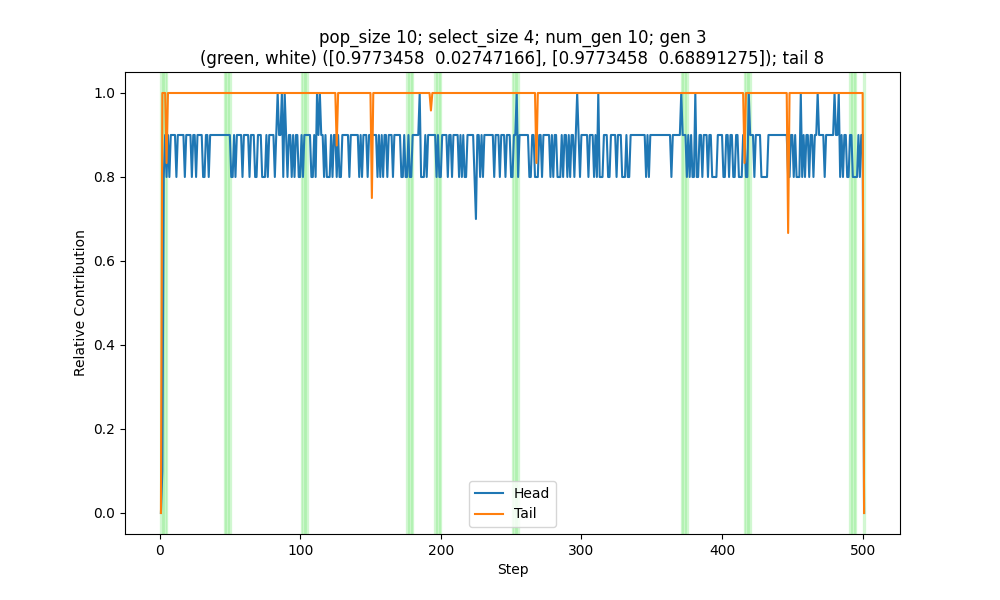 pop_size 10; select_size 4; num_gen 10; gen 3
(green, white) ([0.9773458  0.02747166], [0.9773458  0.68891275]); tail 8
1.0
0.8
0.6
0.4
0.2
0.0
Relative Contribution
Head
Tail
0
100
200
300
400
500
Step